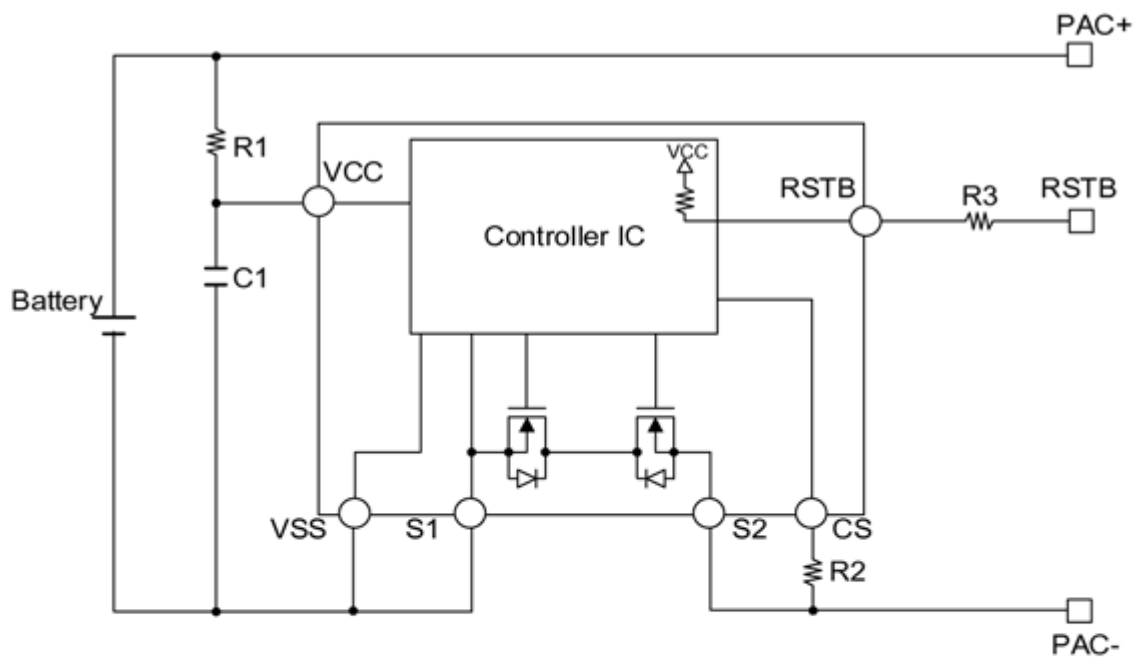 PAC+
R1
VCC
VCC
RSTB
R3
RSTB
Controller IC
C1
Battery
VSS
S1
S2
CS
R2
PAC-